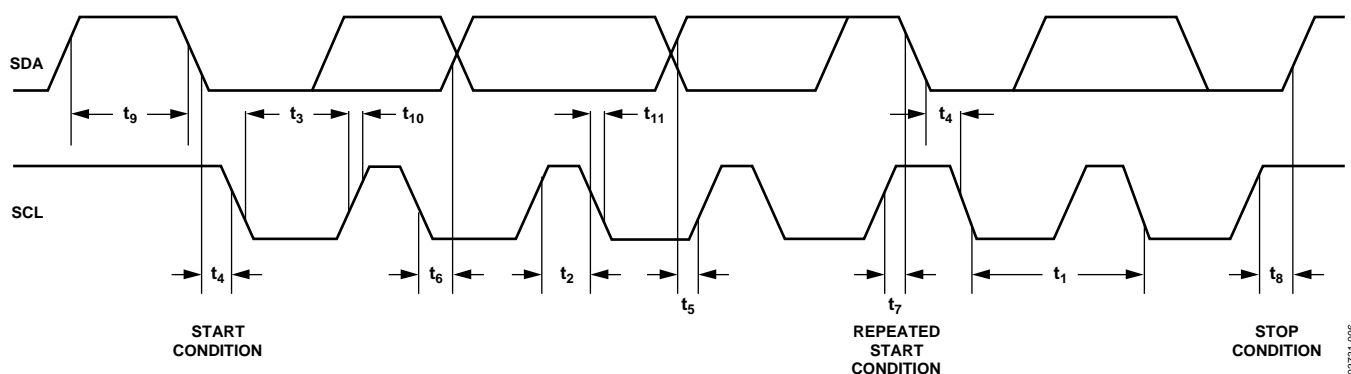 SDA
t9
t3
t10
t11
t4
SCL
t4
t6
t2
t5
t7
t1
t8
START
CONDITION
REPEATED
START
CONDITION
STOP
CONDITION